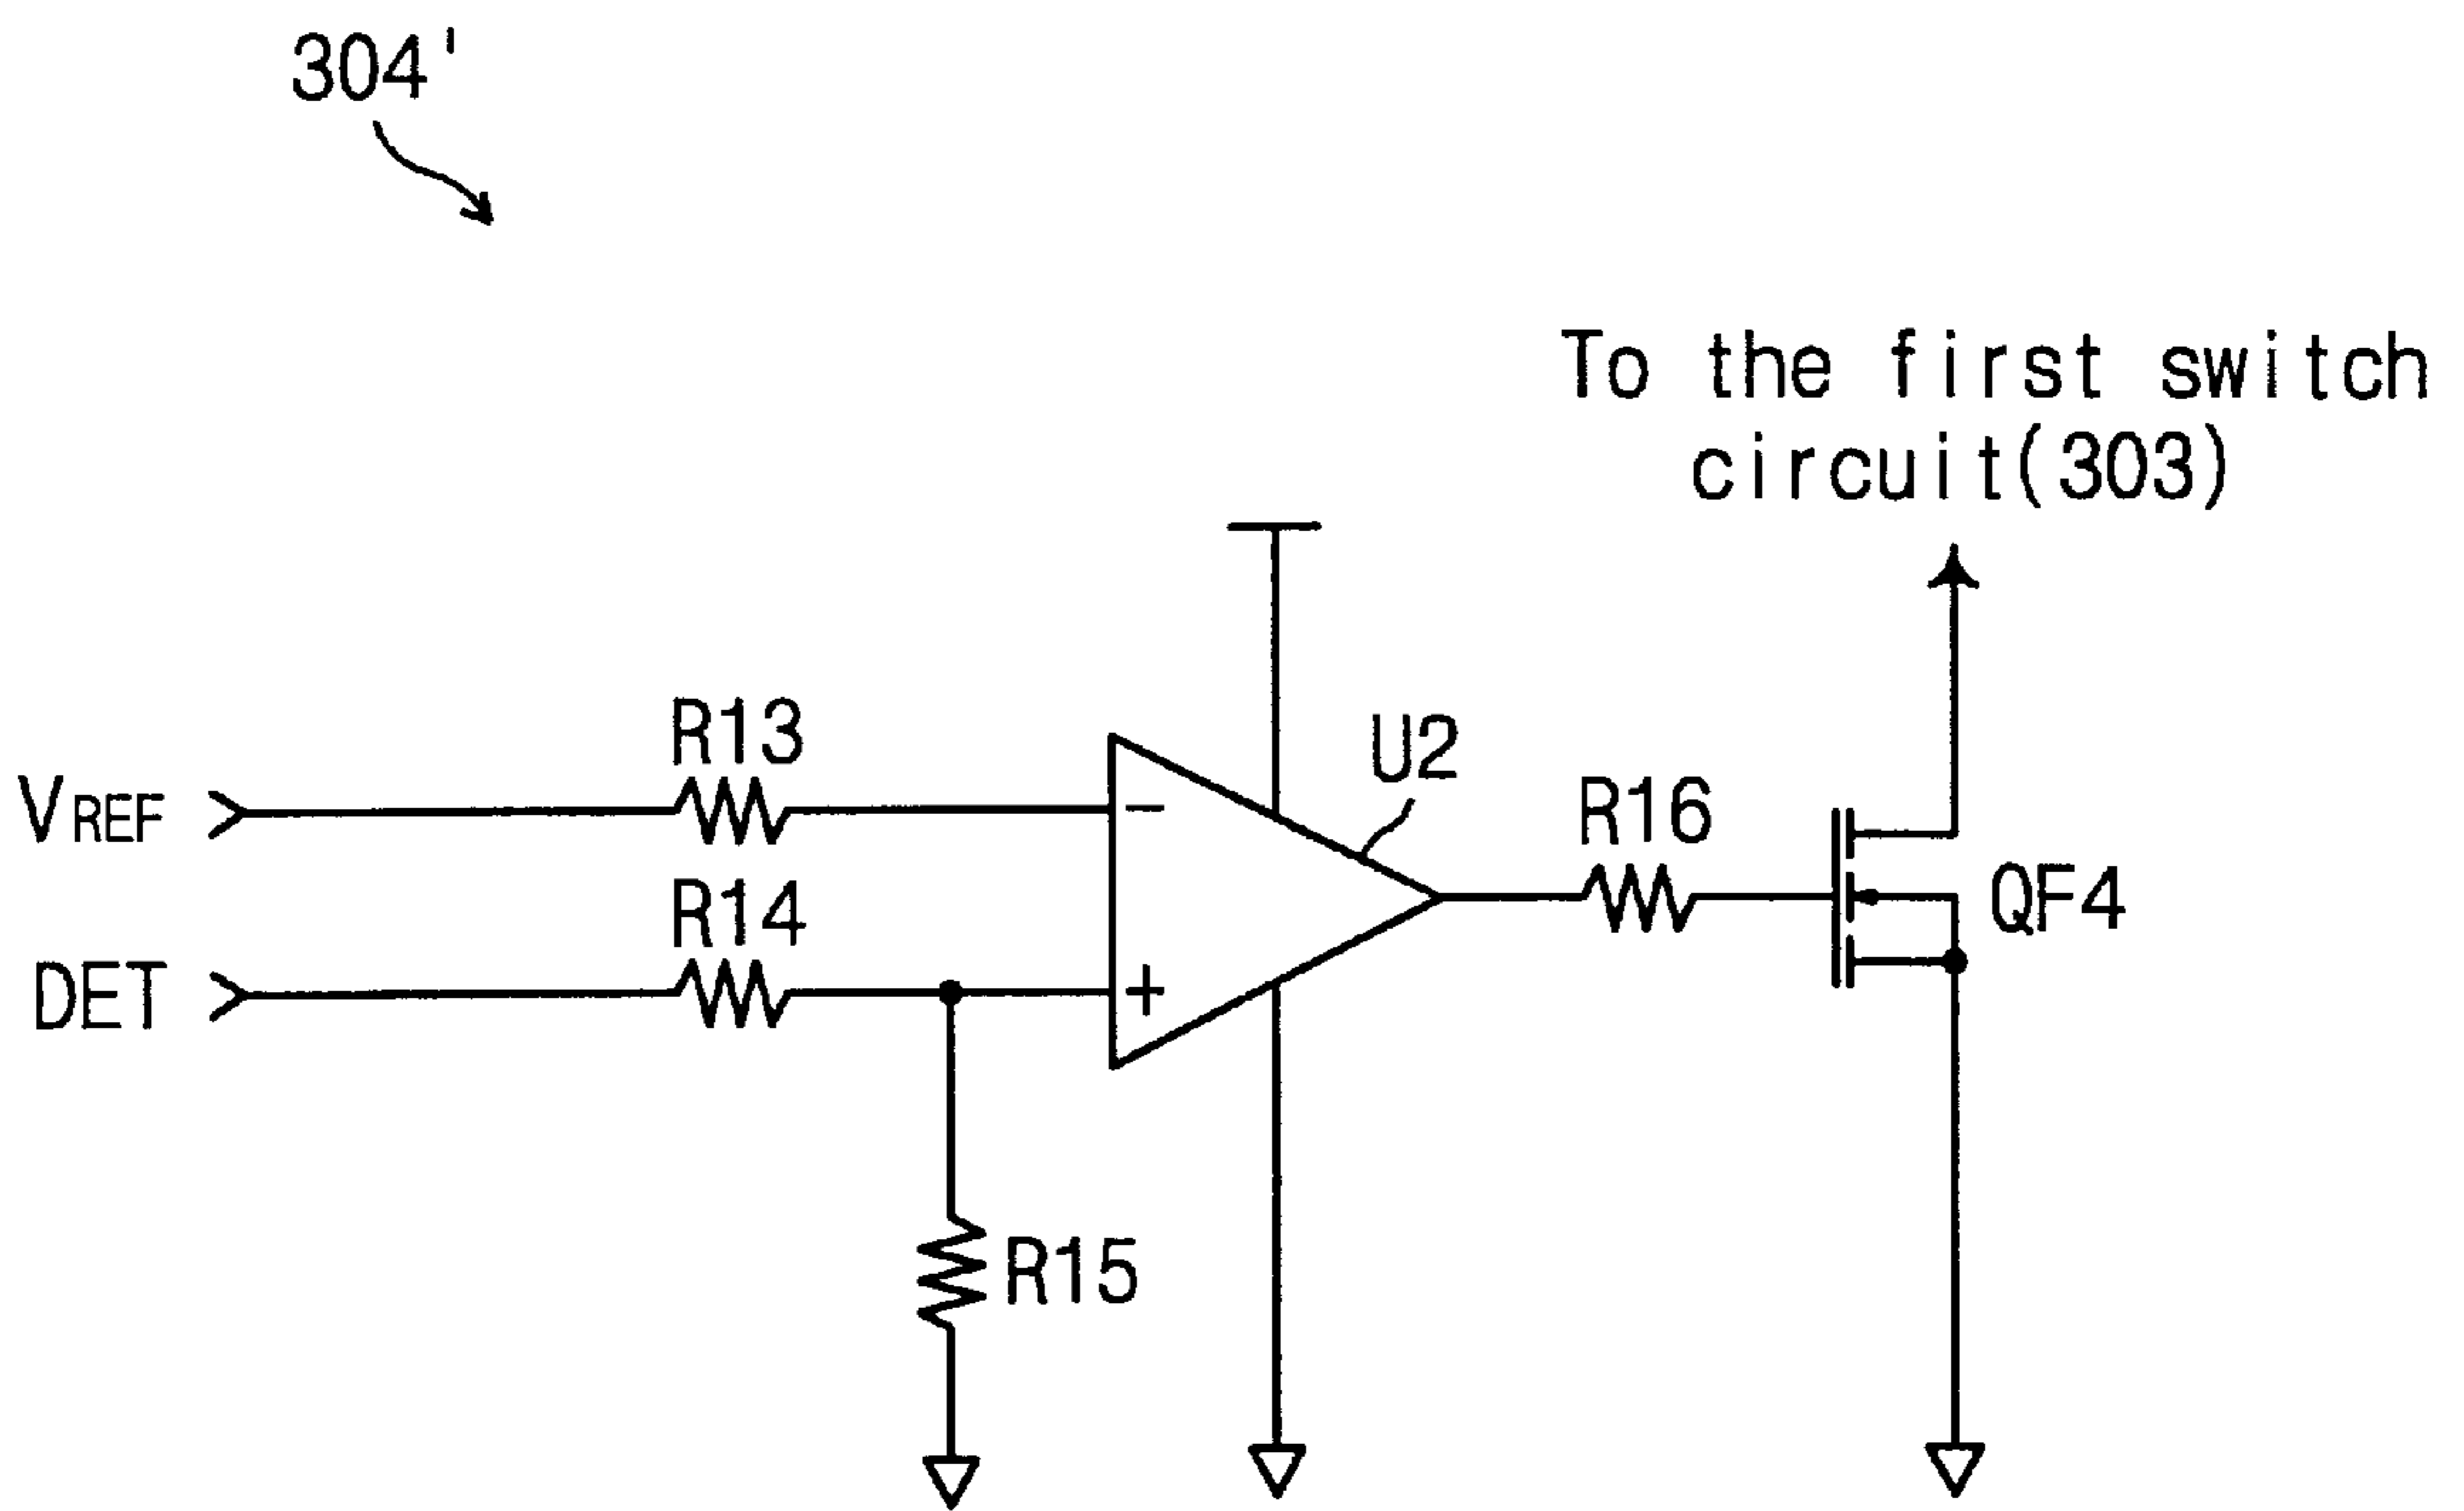 304'
To the first switch
circuit(303)
R13
U2
VREF
−
R16
R14
QF4
DET
+
R15